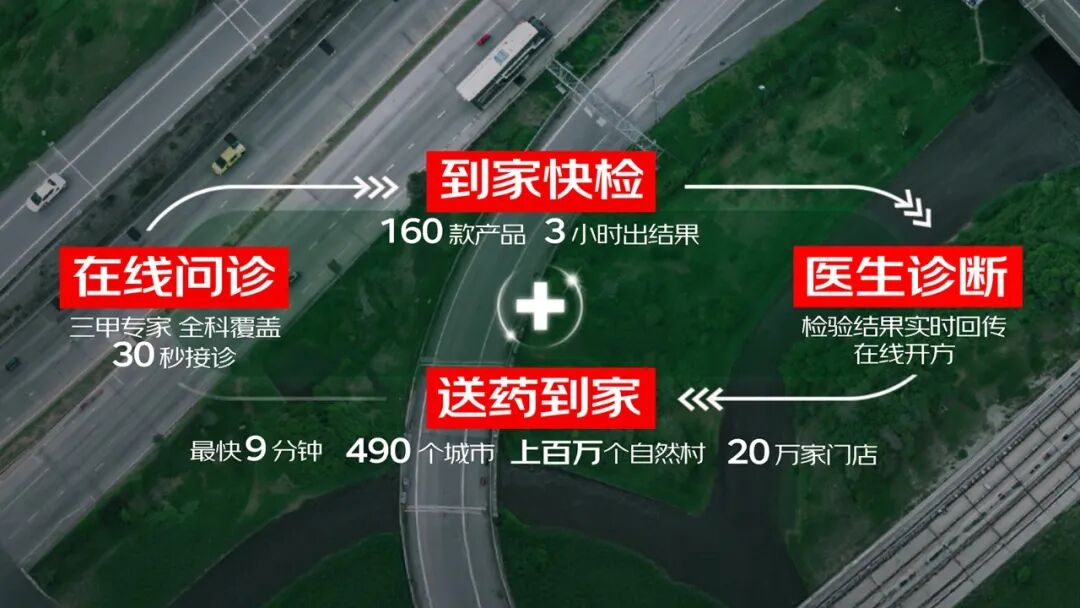 到家快检
160款产品 3小时出结果
在线问诊
三甲专家 全科覆盖
30秒接诊
医生诊断
检验结果实时回传
在线开方
送药到家
最快9分钟 490个城市 上百万个自然村 20万家门店